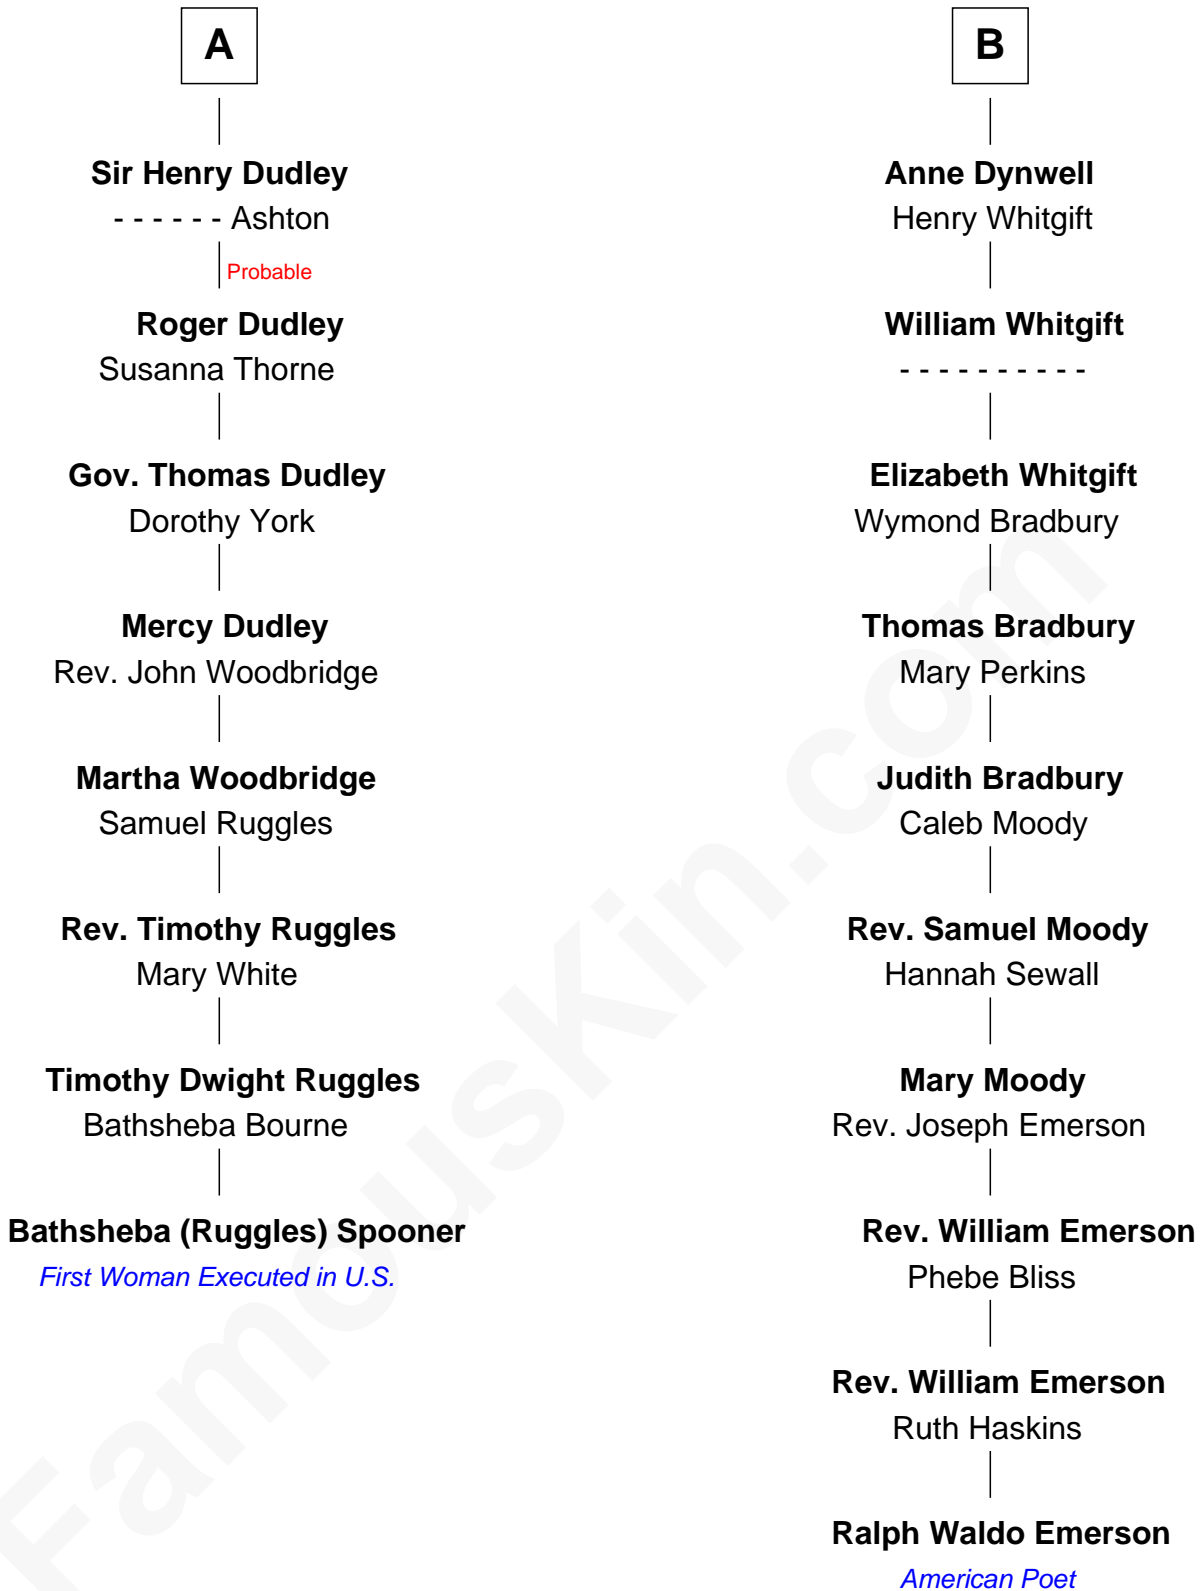 A
Sir Henry Dudley
- - - - - - Ashton
Probable
Roger Dudley
Susanna Thorne
Gov. Thomas Dudley
Dorothy York
Mercy Dudley
Rev. John Woodbridge
Martha Woodbridge
Samuel Ruggles
Rev. Timothy Ruggles
Mary White
Timothy Dwight Ruggles
Bathsheba Bourne
Bathsheba (Ruggles) Spooner
First Woman Executed in U.S.
B
Anne Dynwell
Henry Whitgift
William Whitgift
- - - - - - - - - -
Elizabeth Whitgift
Wymond Bradbury
Thomas Bradbury
Mary Perkins
Judith Bradbury
Caleb Moody
Rev. Samuel Moody
Hannah Sewall
Mary Moody
Rev. Joseph Emerson
Rev. William Emerson
Phebe Bliss
Rev. William Emerson
Ruth Haskins
Ralph Waldo Emerson
American Poet
FamousKin.com